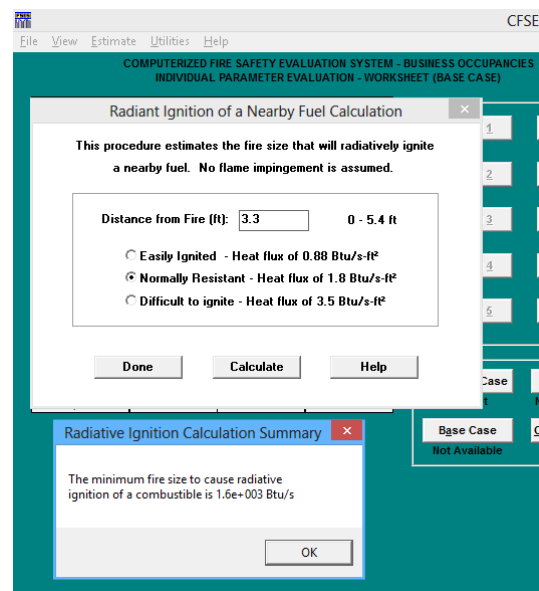 CFSE
File View Estimate Utilities Help
COMPUTERIZED FIRE SAFETY EVALUATION SYSTEM - BUSINESS OCCUPANCIES
INDIVIDUAL PARAMETER EVALUATION - WORKSHEET (BASE CASE)
Radiant Ignition of a Nearby Fuel Calculation
This procedure estimates the fire size that will radiatively ignite
a nearby fuel. No flame impingement is assumed.
Distance from Fire (ft): 3.3 0 - 5.4 ft
Easily Ignited - Heat flux of 0.88 Btu/s-ft²
Normally Resistant - Heat flux of 1.8 Btu/s-ft²
Difficult to ignite - Heat flux of 3.5 Btu/s-ft²
Done Calculate Help
1
2
3
4
5
Case
Base Case
Not Available
Radiative Ignition Calculation Summary
The minimum fire size to cause radiative
ignition of a combustible is 1.6e+003 Btu/s
OK